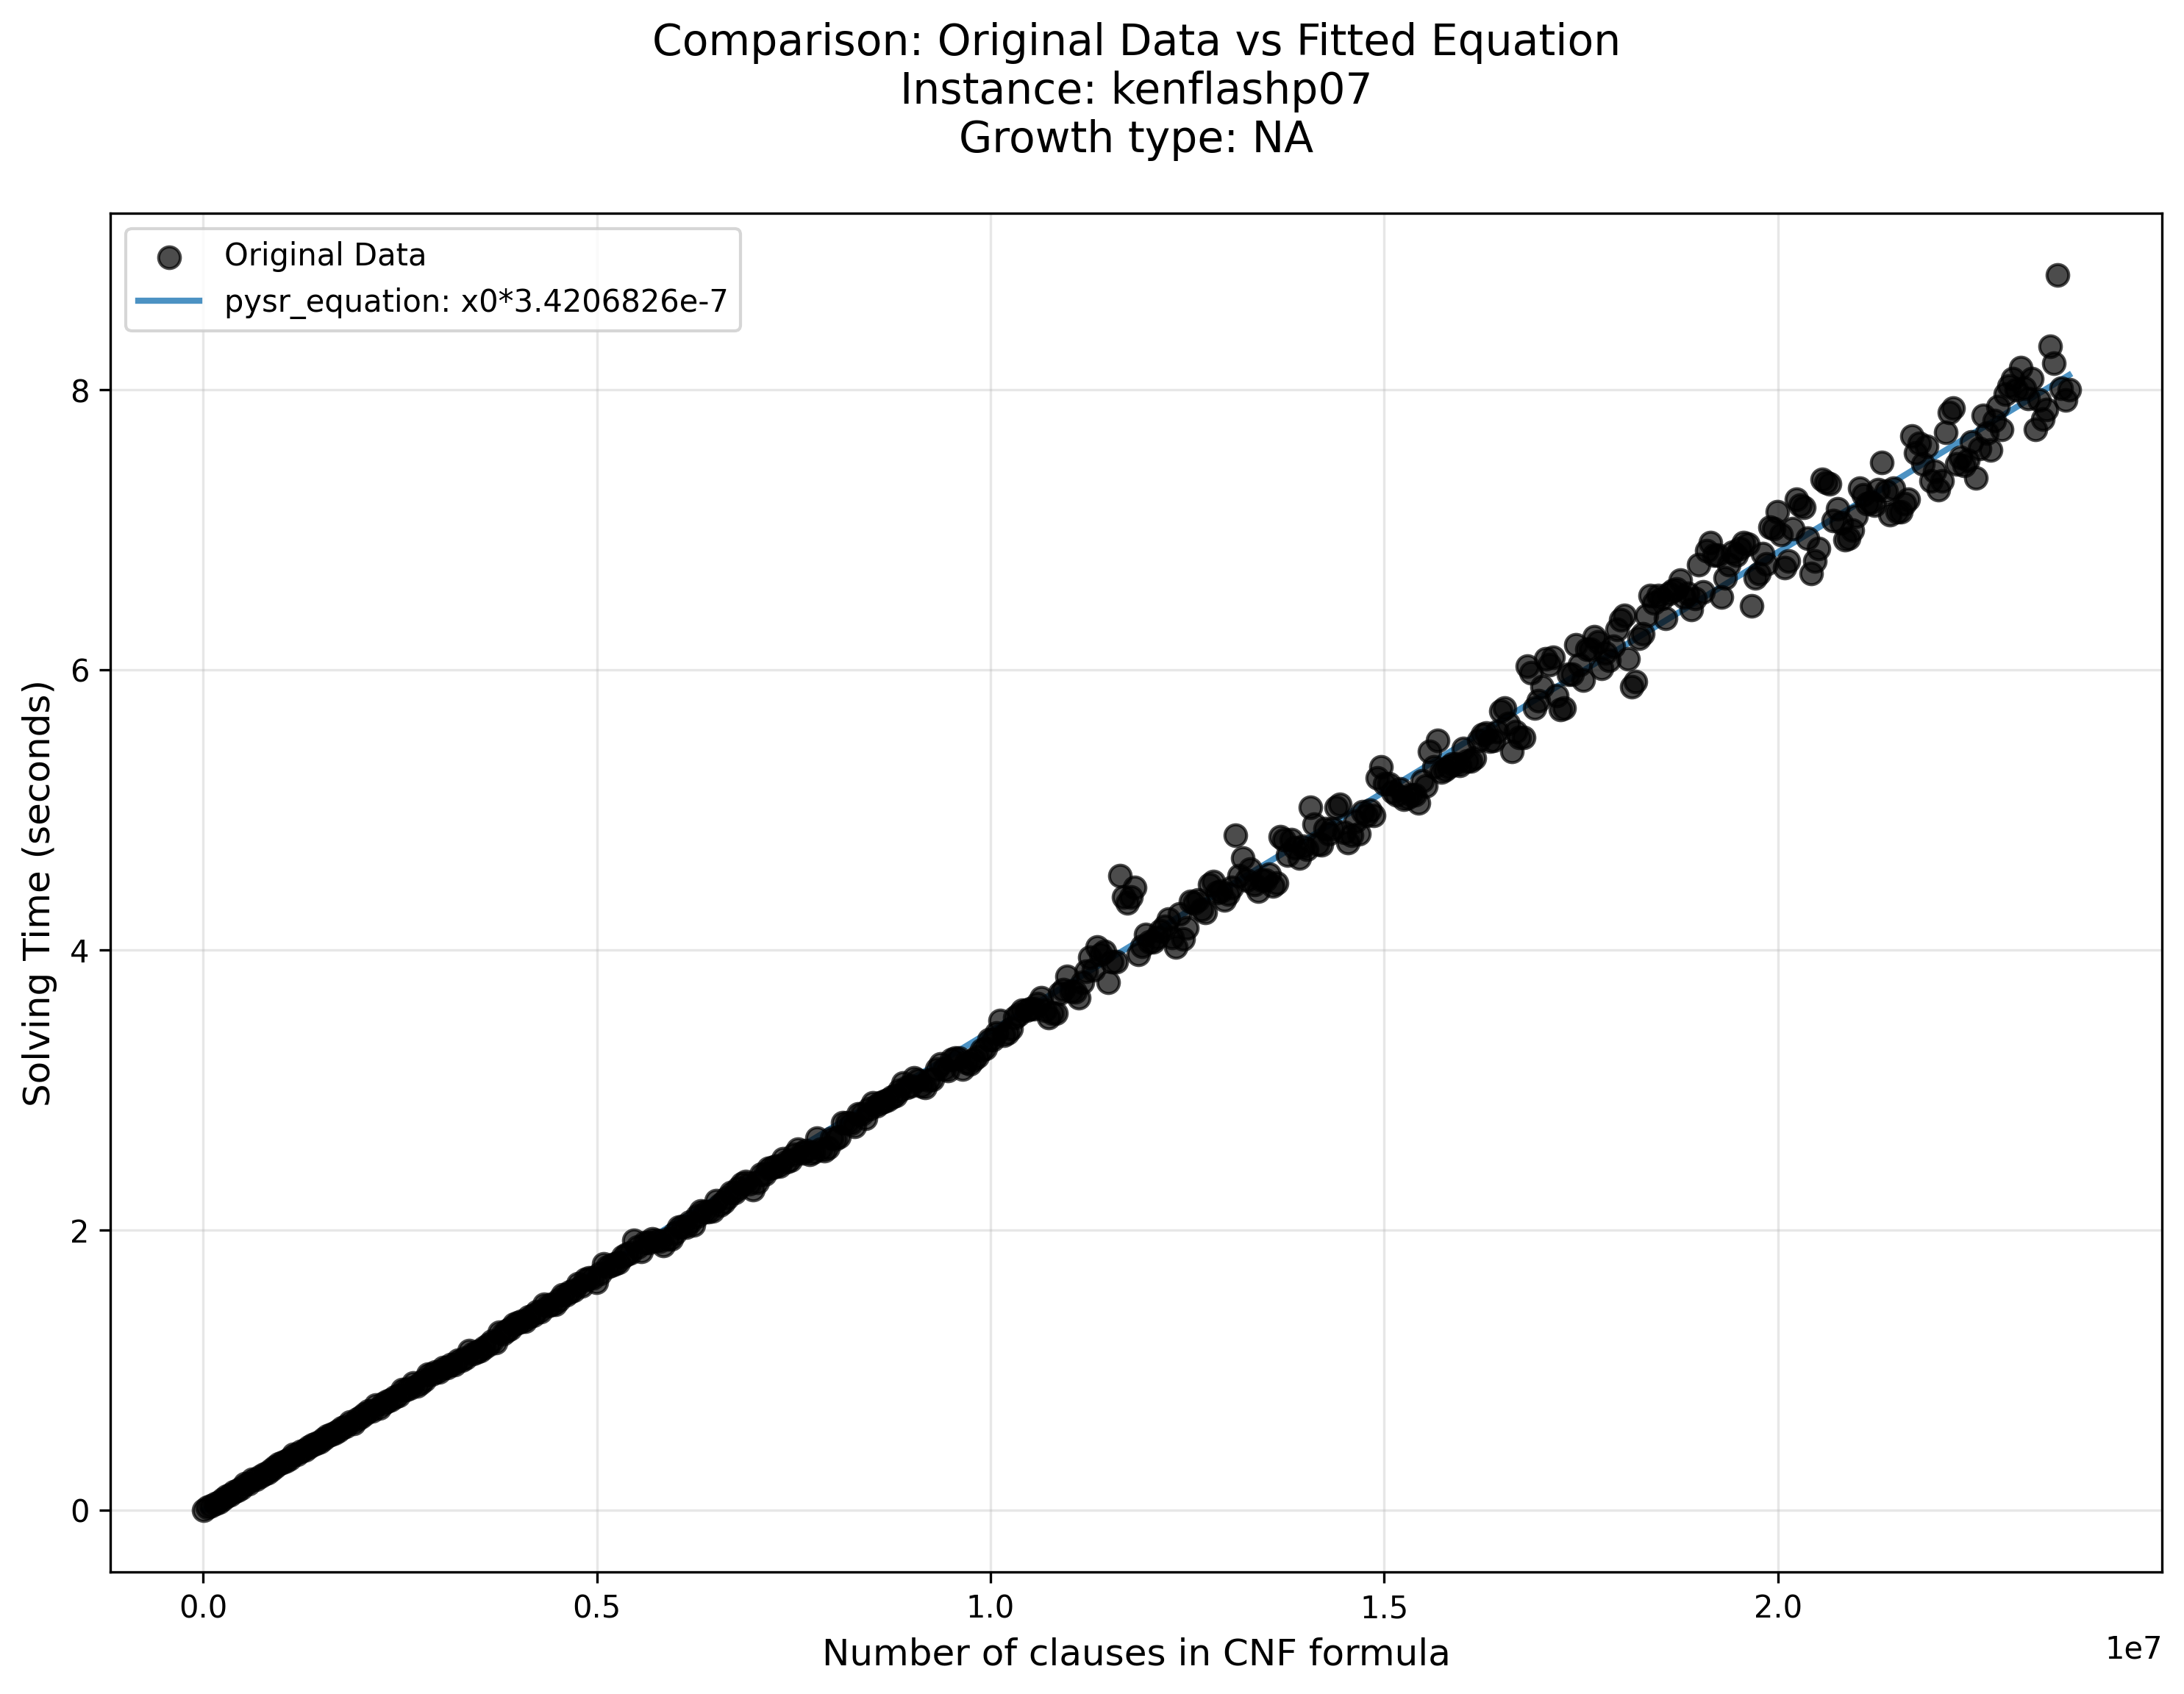 Comparison: Original Data vs Fitted Equation
Instance: kenflashp07
Growth type: NA
Original Data
pysr_equation: x0*3.4206826e-7
8
6
4
2
0
Solving Time (seconds)
0.0 0.5 1.0 1.5 2.0
1e7
Number of clauses in CNF formula